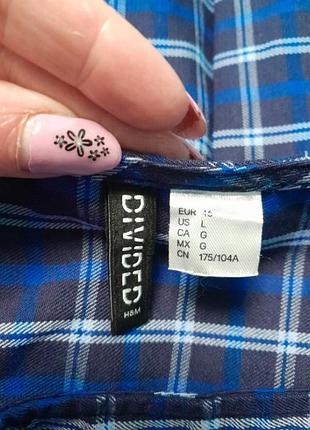 DIVIDED
H&M
EUR
US L
CA G
MX G
CN 175/104A